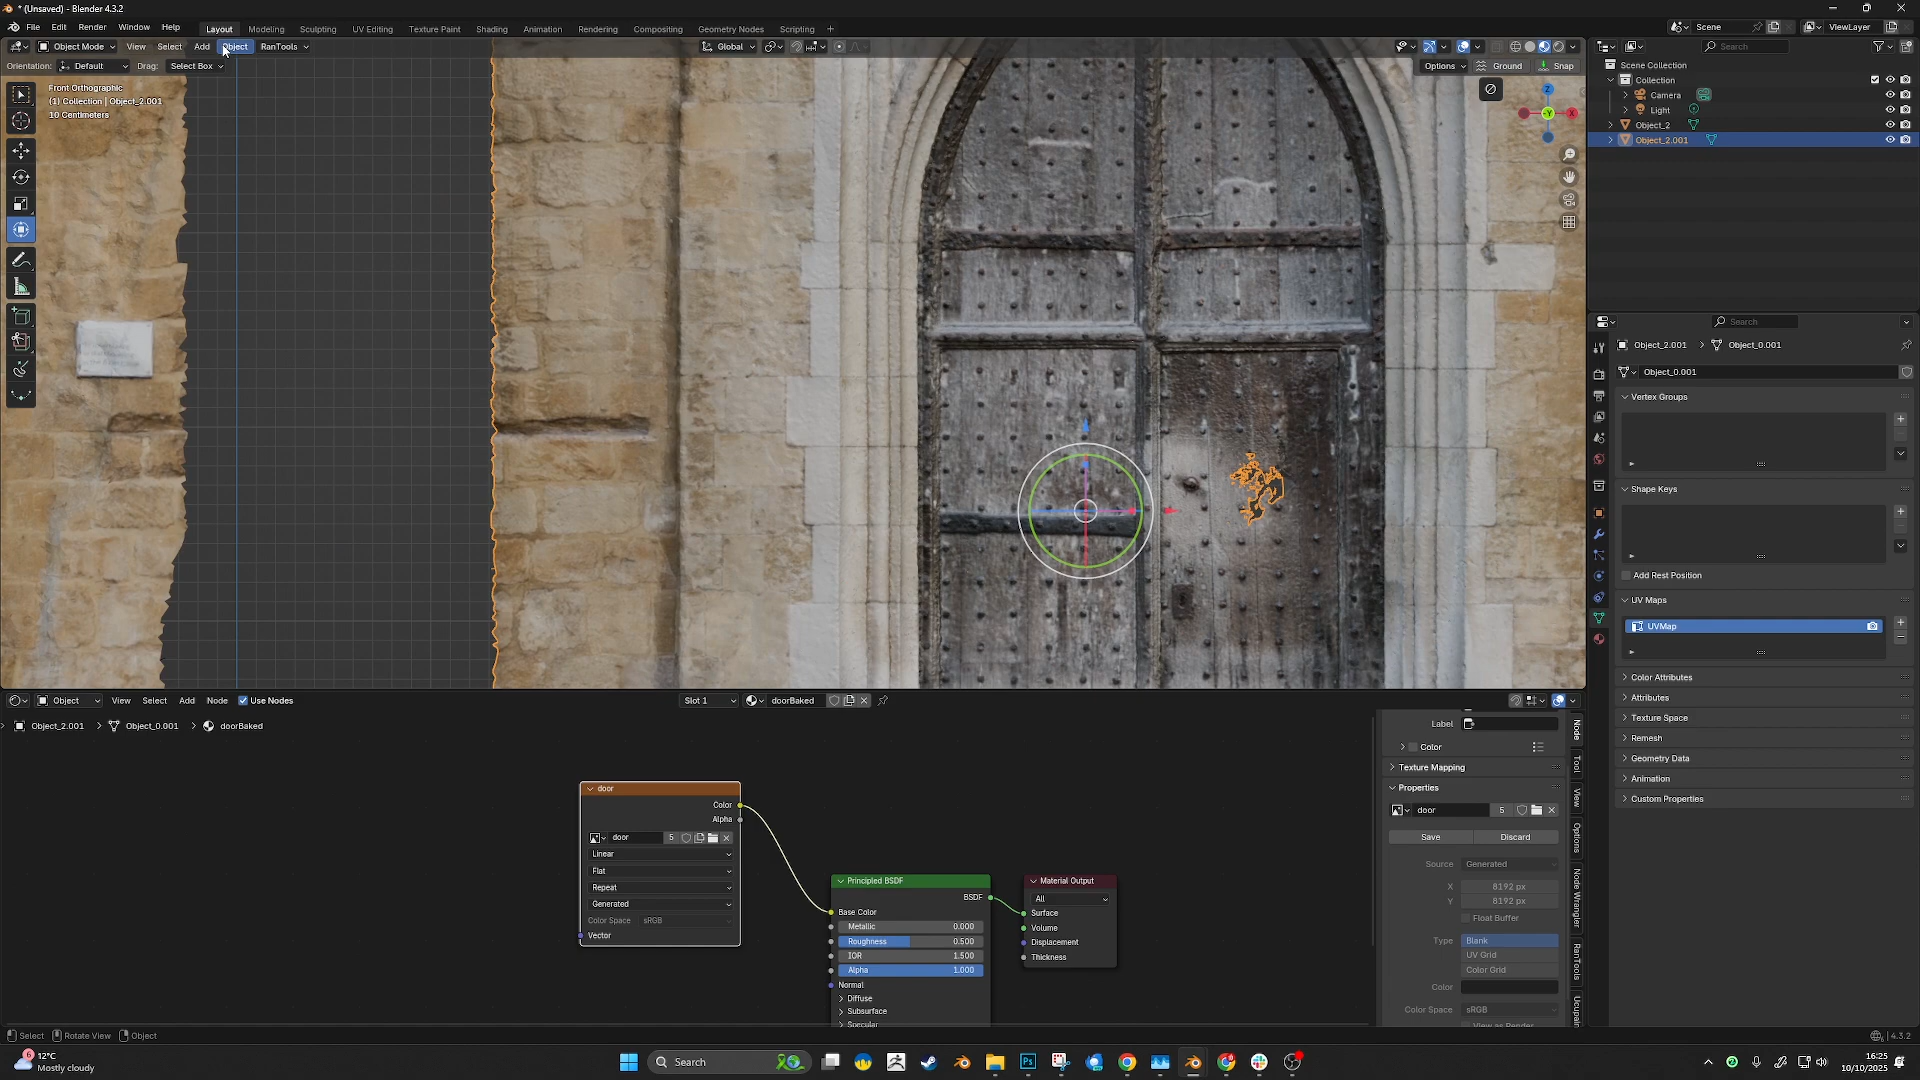 * (Unsaved) - Blender 4.3.2
File Edit Render Window Help Layout Modeling Sculpting UV Editing Texture Paint Shading Animation Rendering Compositing Geometry Nodes Scripting + Scene ViewLayer
Object Mode View Select Add Object RanTools Global Search
Orientation: Default Drag: Select Box Options Ground Snap
Front Orthographic
(1) Collection | Object_2.001
10 Centimeters
Z
Y
X
Scene Collection
Collection
Camera
Light
Object_2
Object_2.001
Search
Object_2.001 > Object_0.001
Object_0.001
Vertex Groups
Shape Keys
Add Rest Position
UV Maps
UVMap
Color Attributes
Attributes
Texture Space
Remesh
Geometry Data
Animation
Custom Properties
Object View Select Add Node Use Nodes Slot 1 doorBaked
Object_2.001 > Object_0.001 > doorBaked
door
Color
Alpha
door 5
Linear
Flat
Repeat
Generated
Color Space sRGB
Vector
Principled BSDF
BSDF
Base Color
Metallic 0.000
Roughness 0.500
IOR 1.500
Alpha 1.000
Normal
Diffuse
Subsurface
Specular
Material Output
All
Surface
Volume
Displacement
Thickness
Label
Color
Texture Mapping
Properties
door 5
Save Discard
Source Generated
X 8192 px
Y 8192 px
Float Buffer
Type Blank
UV Grid
Color Grid
Color
Color Space sRGB
View as Render
Node
Tool
View
Options
Node Wrangler
RanTools
Ucupain
Select Rotate View Object 4.3.2
6
12°C
Mostly cloudy
Search
Ps
16:25
10/10/2025